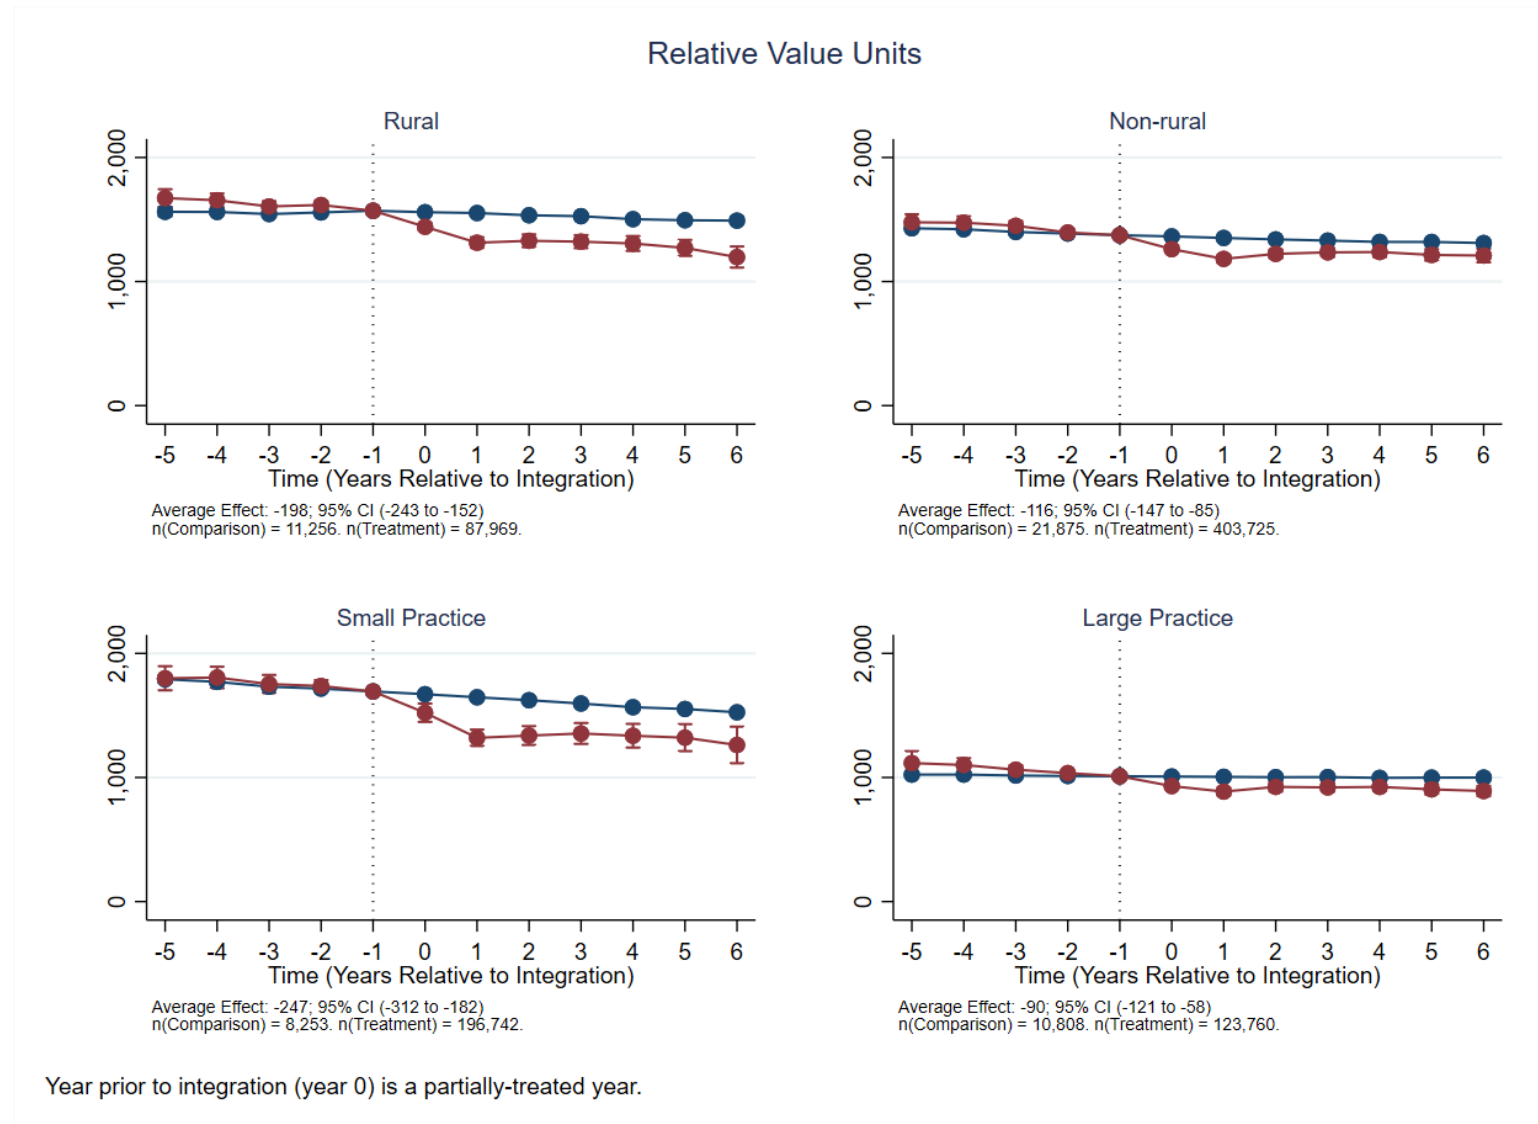 Relative Value Units
Rural
2,000
1,000
0
-5 -4 -3 -2 -1 0 1 2 3 4 5 6
Time (Years Relative to Integration)
Average Effect: -198; 95% CI (-243 to -152)
n(Comparison) = 11,256. n(Treatment) = 87,969.
Non-rural
2,000
1,000
0
-5 -4 -3 -2 -1 0 1 2 3 4 5 6
Time (Years Relative to Integration)
Average Effect: -116; 95% CI (-147 to -85)
n(Comparison) = 21,875. n(Treatment) = 403,725.
Small Practice
2,000
1,000
0
-5 -4 -3 -2 -1 0 1 2 3 4 5 6
Time (Years Relative to Integration)
Average Effect: -247; 95% CI (-312 to -182)
n(Comparison) = 8,253. n(Treatment) = 196,742.
Large Practice
2,000
1,000
0
-5 -4 -3 -2 -1 0 1 2 3 4 5 6
Time (Years Relative to Integration)
Average Effect: -90; 95% CI (-121 to -58)
n(Comparison) = 10,808. n(Treatment) = 123,760.
Year prior to integration (year 0) is a partially-treated year.